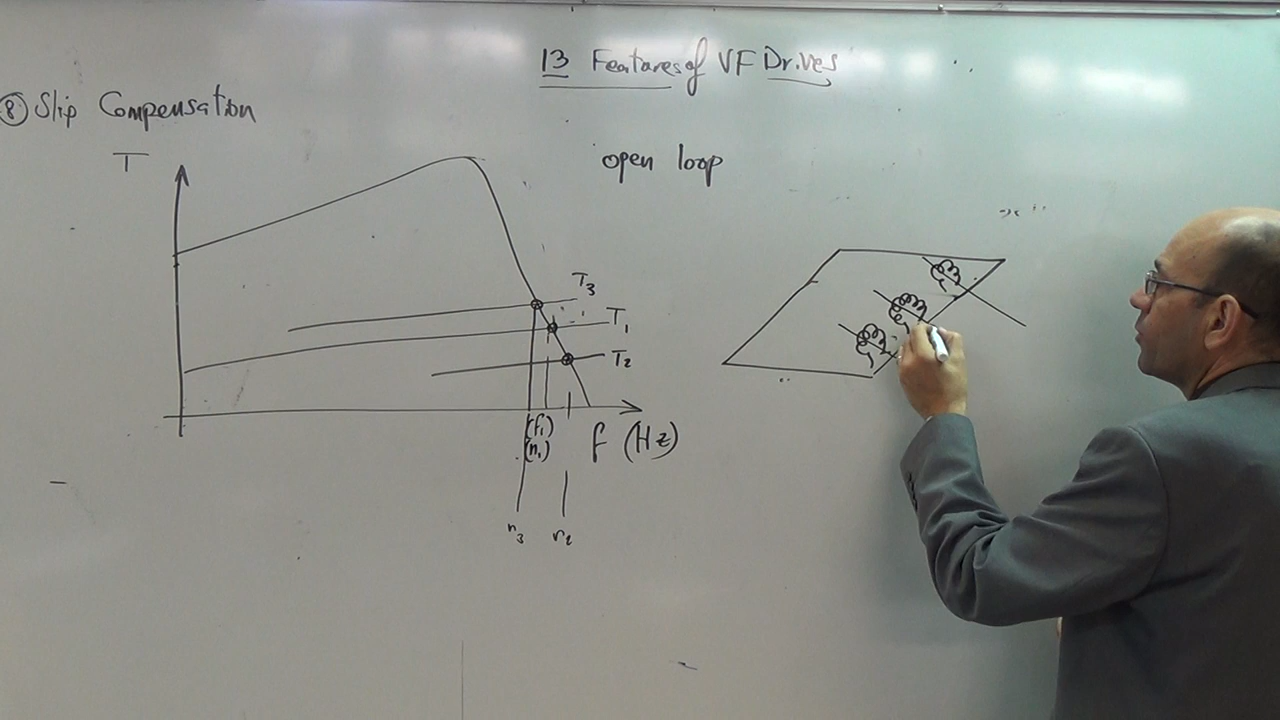 13 Features of VF Drives
⑧ Slip Compensation
open loop
T
T3
T1
T2
(f1)
(n1)
f (Hz)
n3
n2